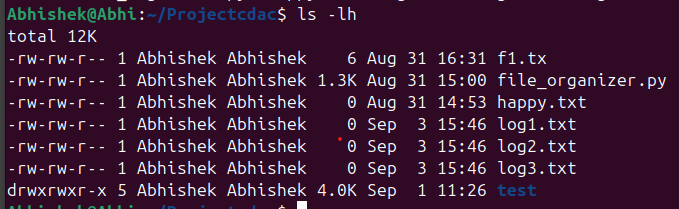 Abhishek@Abhi:~/Projectcdac$ ls -lh
total 12K
-rw-rw-r-- 1 Abhishek Abhishek    6 Aug 31 16:31 f1.tx
-rw-rw-r-- 1 Abhishek Abhishek 1.3K Aug 31 15:00 file_organizer.py
-rw-rw-r-- 1 Abhishek Abhishek    0 Aug 31 14:53 happy.txt
-rw-rw-r-- 1 Abhishek Abhishek    0 Sep  3 15:46 log1.txt
-rw-rw-r-- 1 Abhishek Abhishek    0 Sep  3 15:46 log2.txt
-rw-rw-r-- 1 Abhishek Abhishek    0 Sep  3 15:46 log3.txt
drwxrwxr-x 5 Abhishek Abhishek 4.0K Sep  1 11:26 test
Abhishek@Abhi:~/Projectcdac$